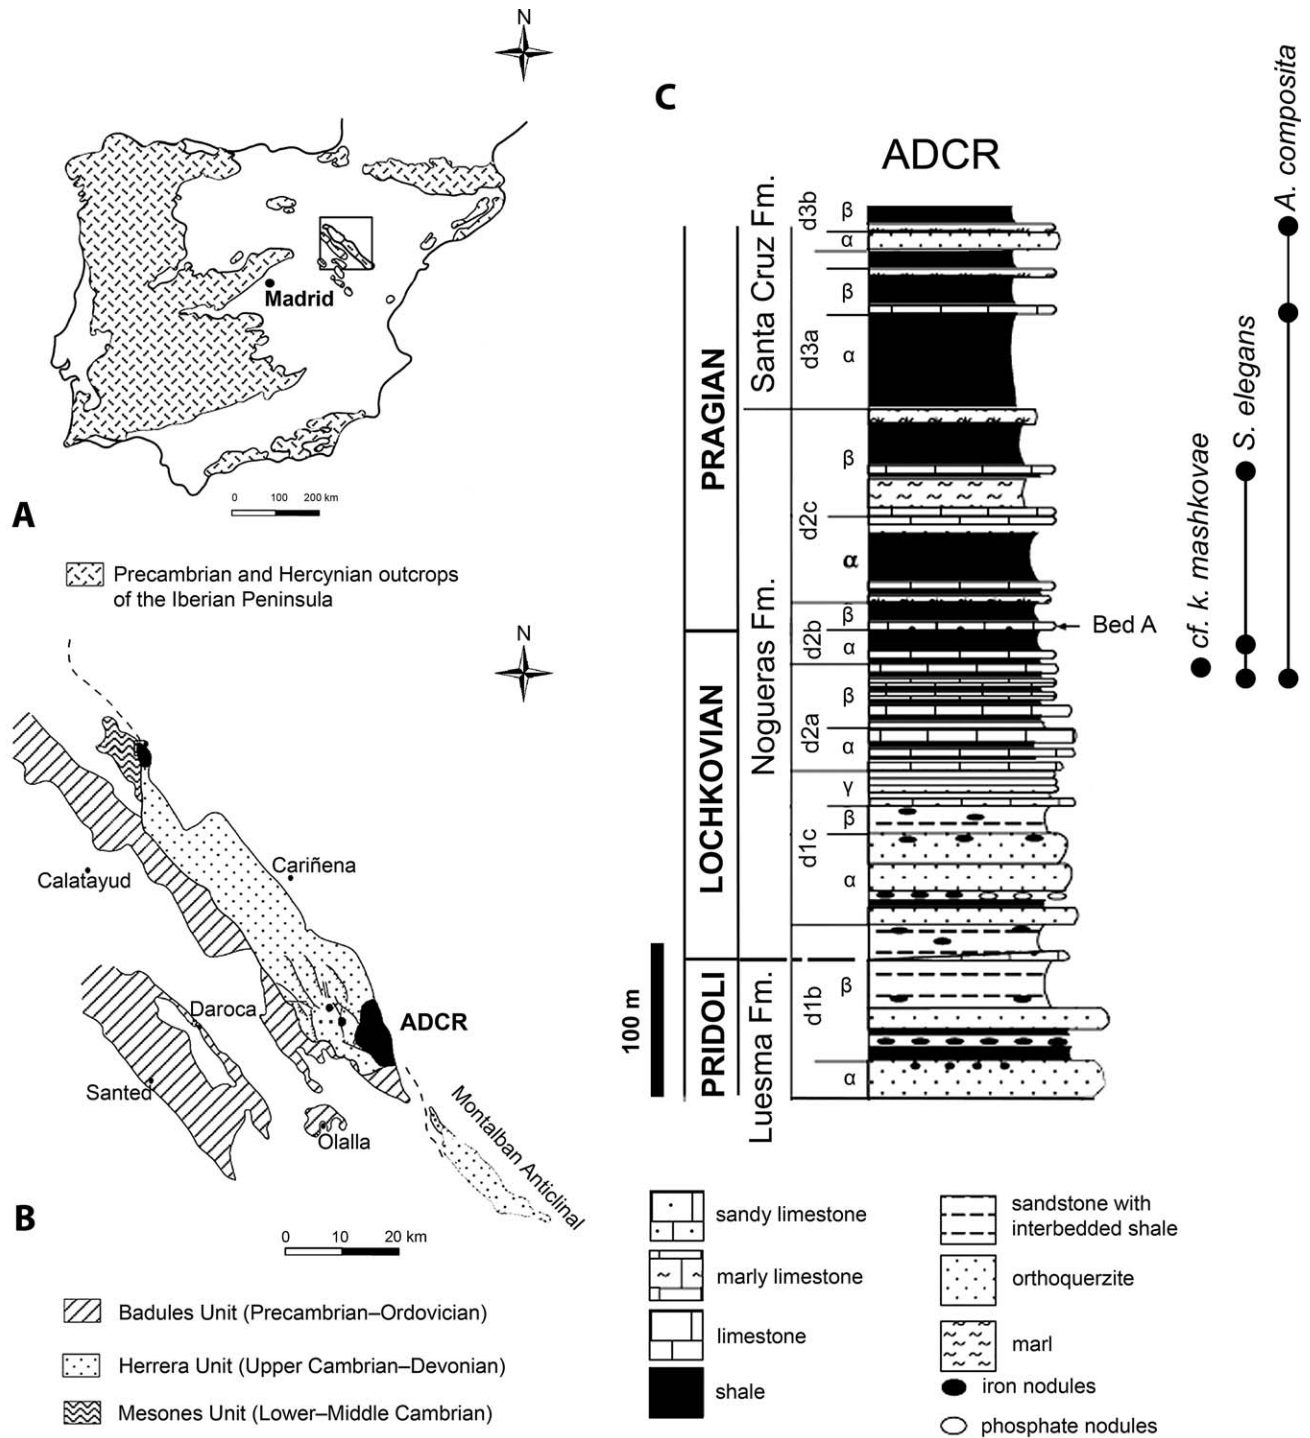 N
Madrid
0 100 200 km
A
Precambrian and Hercynian outcrops
of the Iberian Peninsula
N
Cariñena
Calatayud
Daroca
ADCR
Santed
Olalla
Montalban Anticlinal
B
0 10 20 km
Badules Unit (Precambrian–Ordovician)
Herrera Unit (Upper Cambrian–Devonian)
Mesones Unit (Lower–Middle Cambrian)
C
ADCR
A. composita
S. elegans
cf. k. mashkovae
PRAGIAN
LOCHKOVIAN
PRIDOLI
Santa Cruz Fm.
Nogueras Fm.
Luesma Fm.
d3b
β
α
d3a
β
α
d2c
β
α
d2b
β
α
Bed A
d2a
β
α
d1c
γ
β
α
d1b
β
α
100 m
sandy limestone
marly limestone
limestone
shale
sandstone with
interbedded shale
orthoquerzite
marl
iron nodules
phosphate nodules